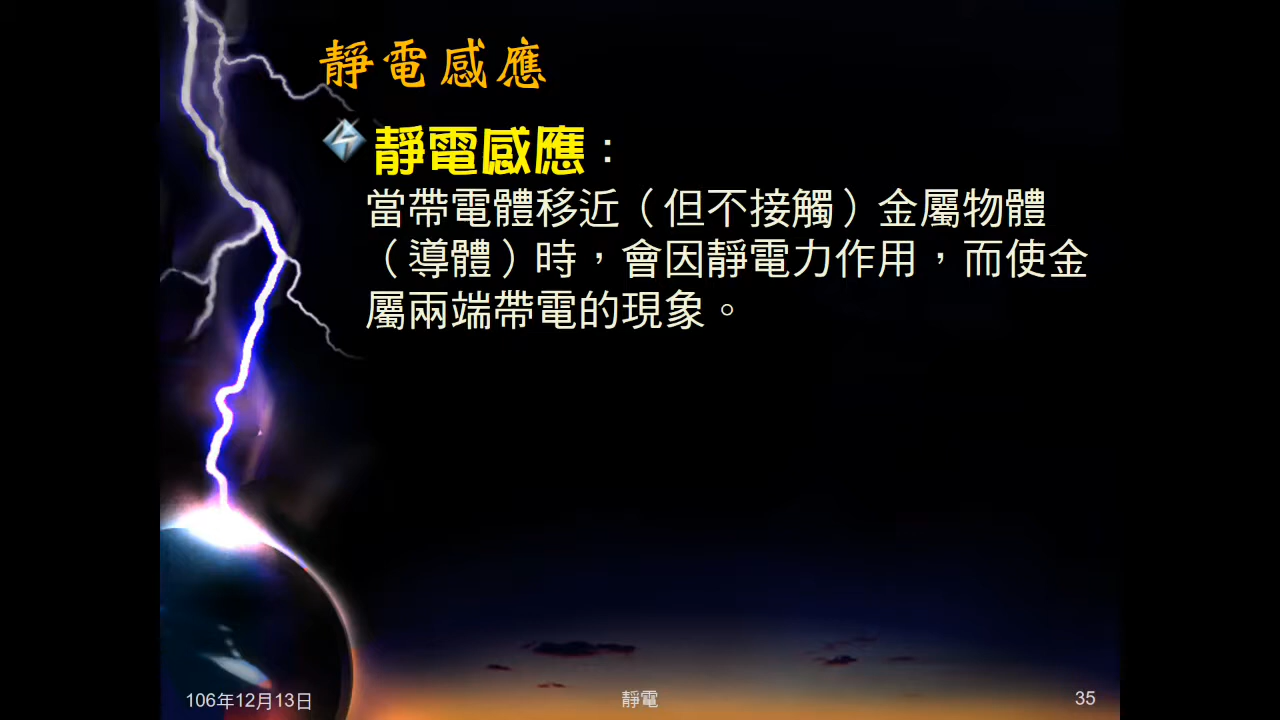 靜電感應
靜電感應：
當帶電體移近（但不接觸）金屬物體
（導體）時，會因靜電力作用，而使金
屬兩端帶電的現象。
106年12月13日
靜電
35